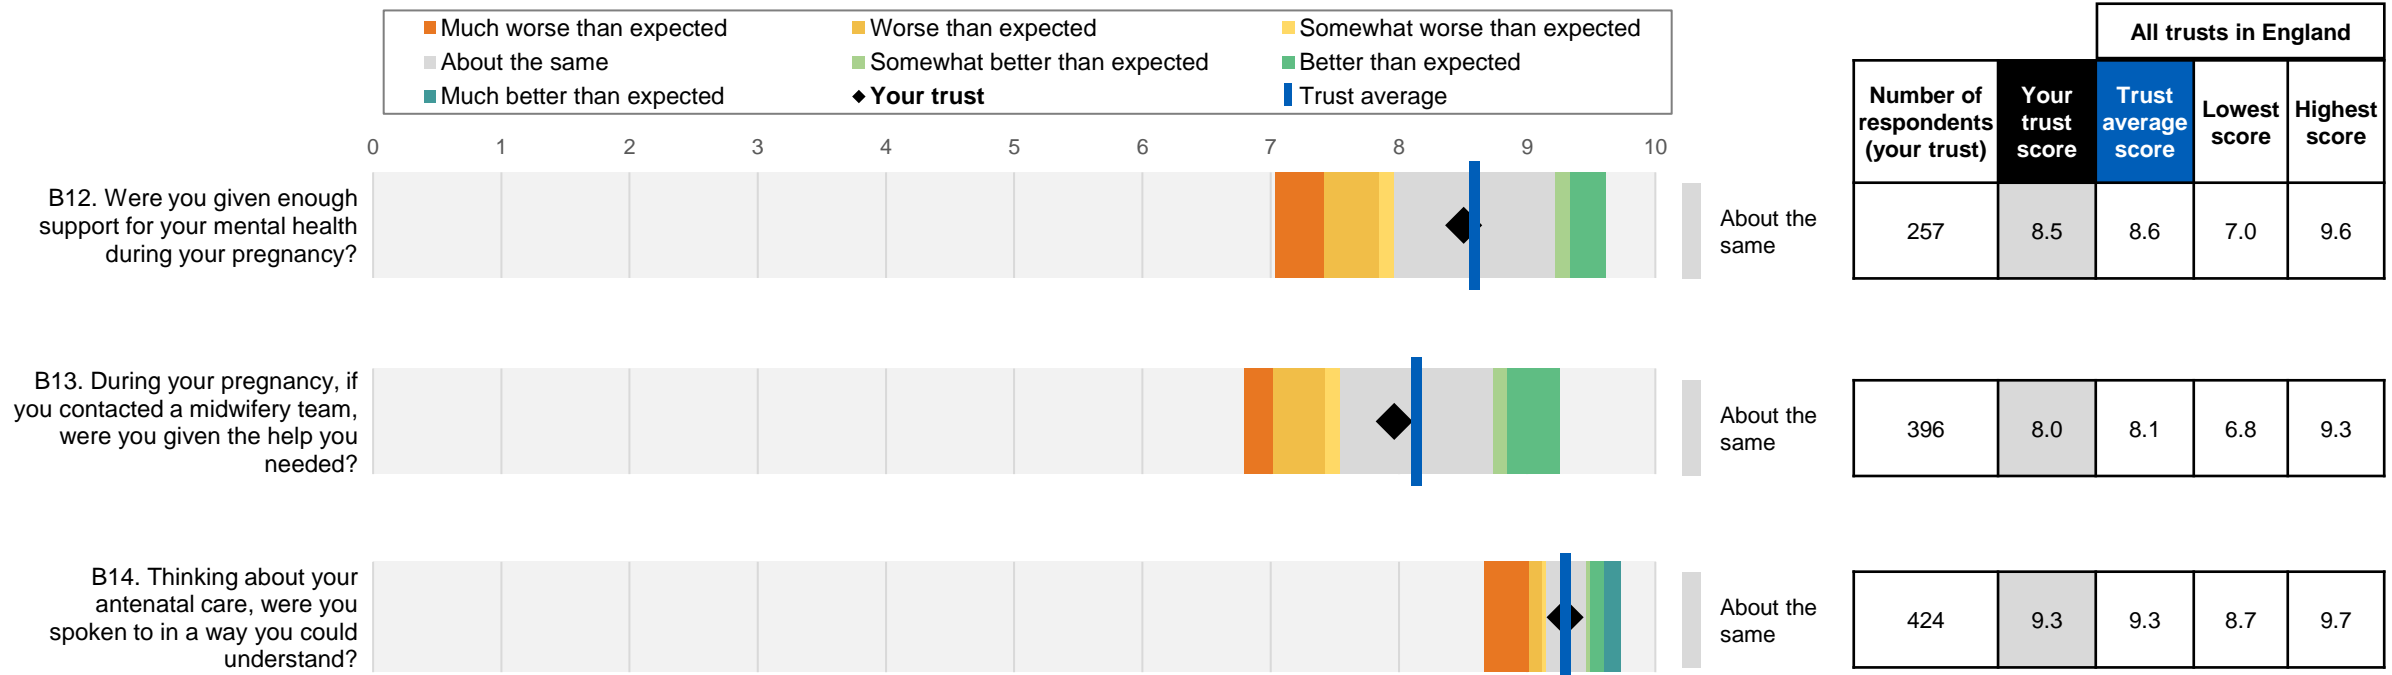 Much worse than expected
Worse than expected
Somewhat worse than expected
About the same
Somewhat better than expected
Better than expected
Much better than expected
Your trust
Trust average
All trusts in England
Number of
respondents
(your trust)
Your
trust
score
Trust
average
score
Lowest
score
Highest
score
0 1 2 3 4 5 6 7 8 9 10
B12. Were you given enough
support for your mental health
during your pregnancy?
About the
same
257 8.5 8.6 7.0 9.6
B13. During your pregnancy, if
you contacted a midwifery team,
were you given the help you
needed?
About the
same
396 8.0 8.1 6.8 9.3
B14. Thinking about your
antenatal care, were you
spoken to in a way you could
understand?
About the
same
424 9.3 9.3 8.7 9.7